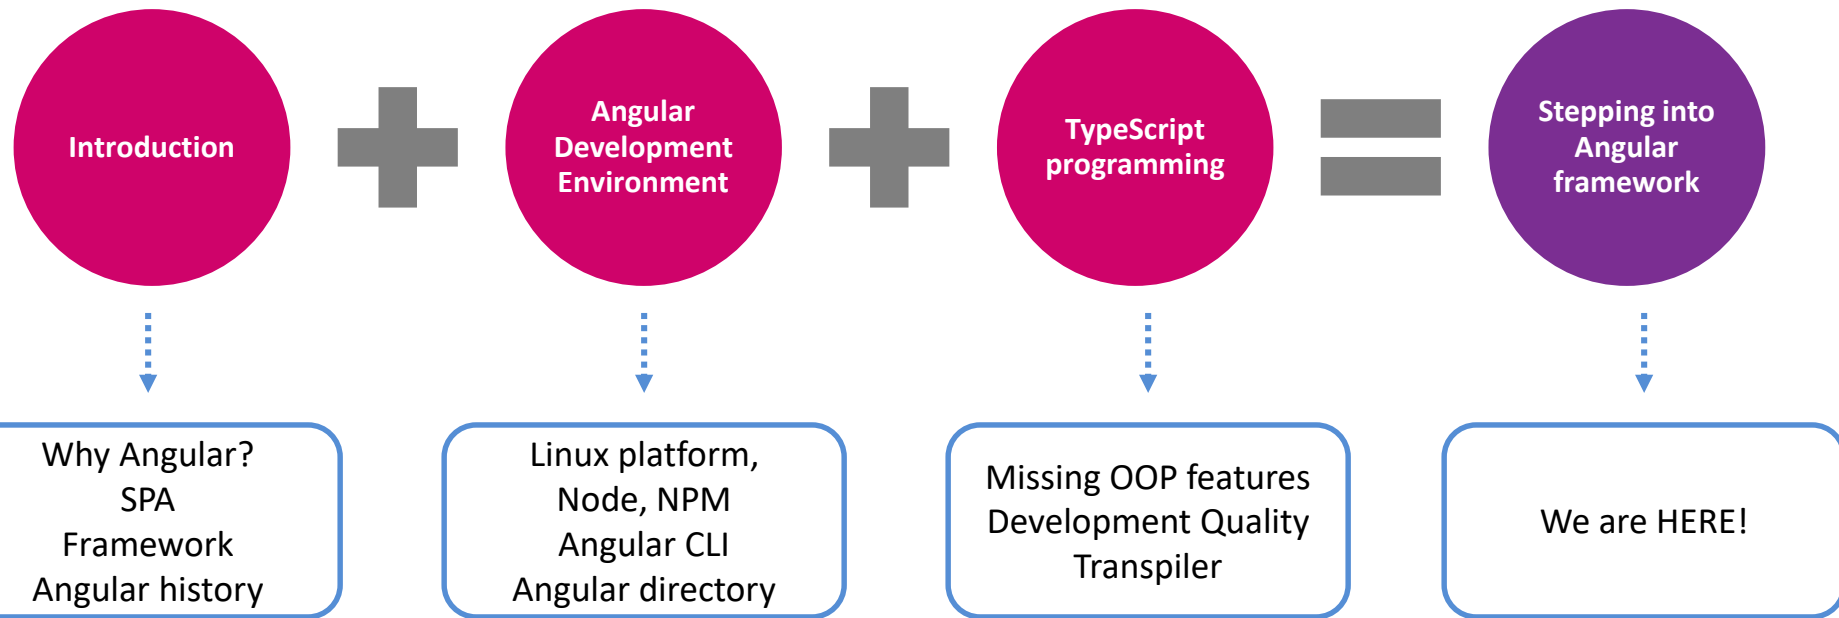 Introduction
Angular
Development
Environment
TypeScript
programming
Stepping into
Angular
framework
Why Angular?
SPA
Framework
Angular history
Linux platform,
Node, NPM
Angular CLI
Angular directory
Missing OOP features
Development Quality
Transpiler
We are HERE!